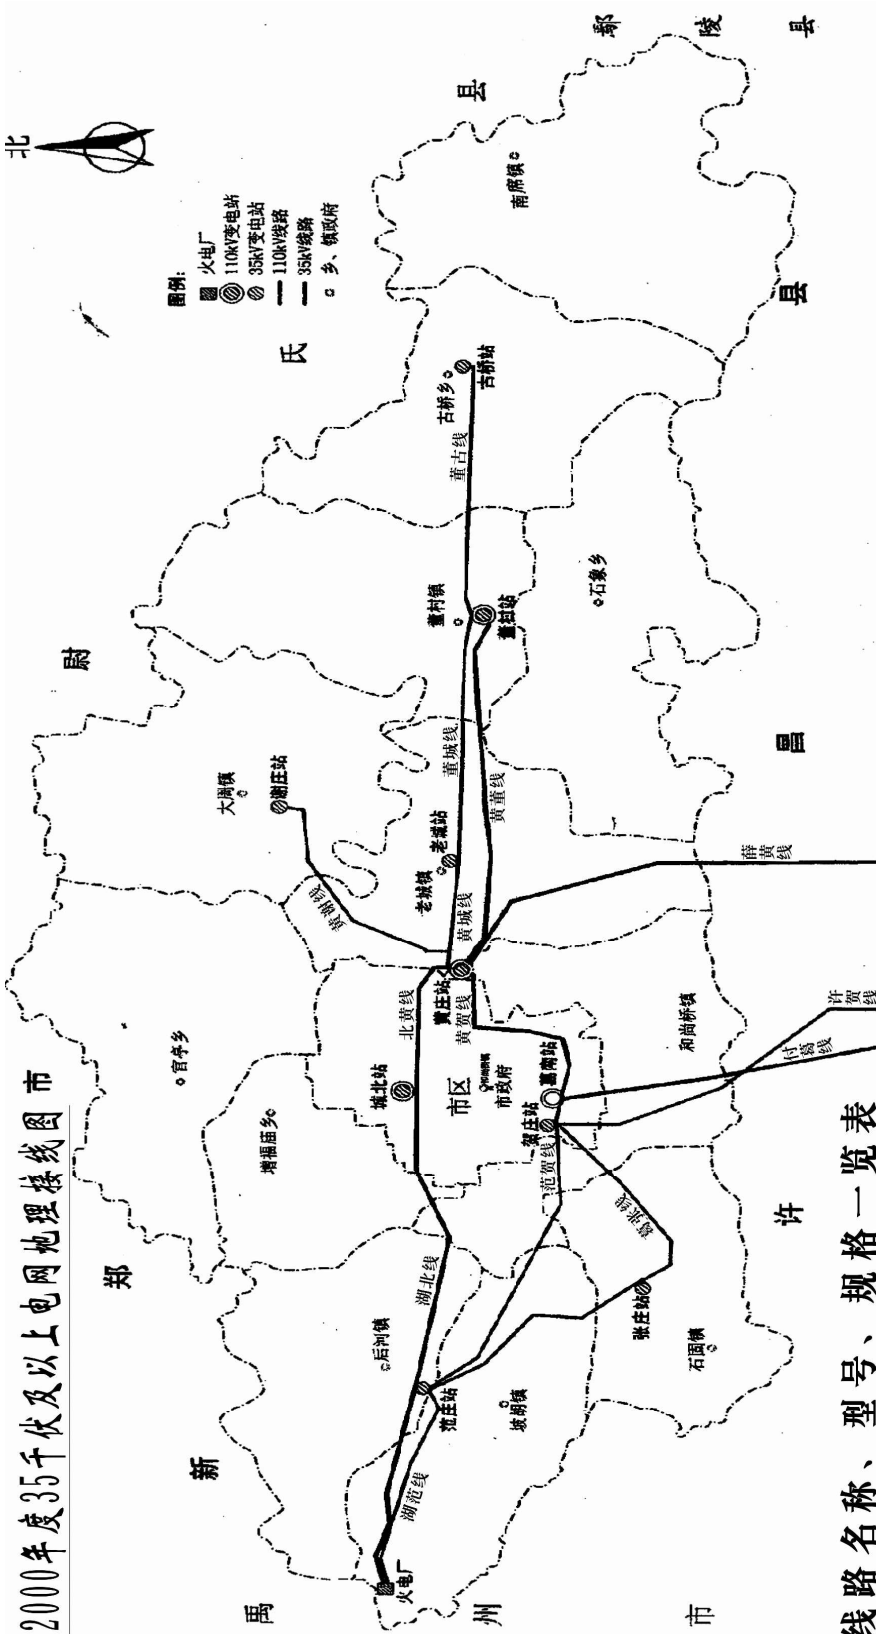 2000年度35千伏及以上电网地理接线图
北
图例:
火电厂
110kV变电站
35kV变电站
110kV线路
35kV线路
乡、镇政府
新
郑
市
尉
氏
县
鄢
陵
县
禹
州
市
许
昌
县
大周镇
谢庄站
黄谢线
官亭乡
增福庙乡
后河镇
湖北线
湖范线
火电厂
范庄站
坡胡镇
张庄站
石固镇
葛张线
范贺线
贺庄站
葛南站
城北站
市区
市政府
北黄线
黄庄站
黄贺线
黄城线
老城镇
老城站
董城线
黄董线
董村镇
董村站
董古线
古桥乡
古桥站
南席镇
石象乡
和尚桥镇
薛黄线
许贺线
付葛线
线路名称、型号、规格一览表